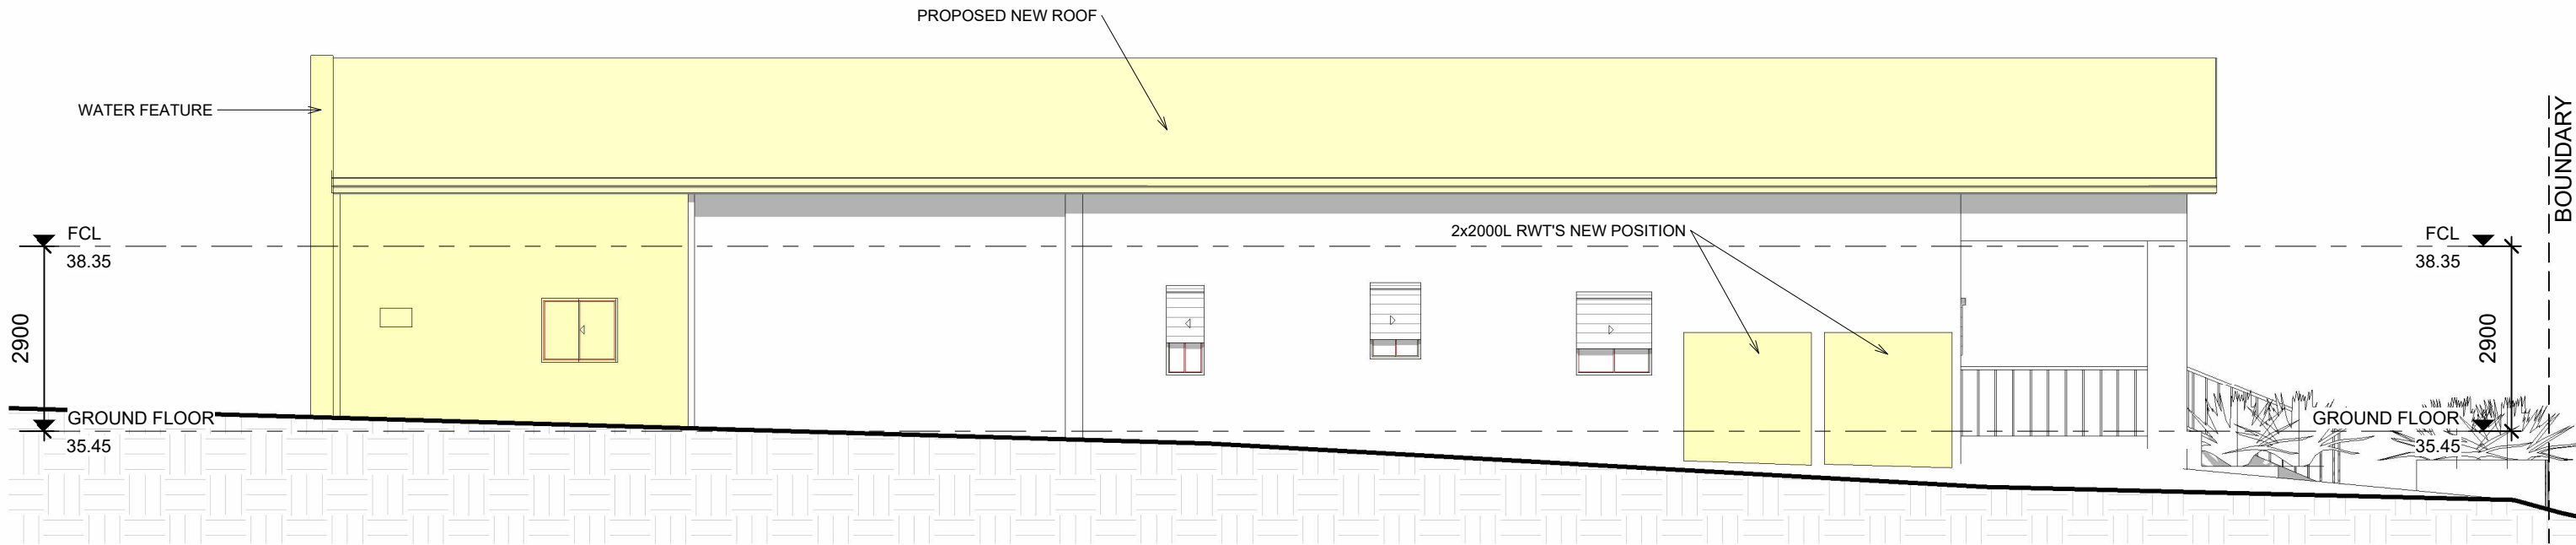 PROPOSED NEW ROOF
WATER FEATURE
BOUNDARY
2x2000L RWT'S NEW POSITION
FCL
38.35
FCL
38.35
2900
2900
GROUND FLOOR
35.45
GROUND FLOOR
35.45